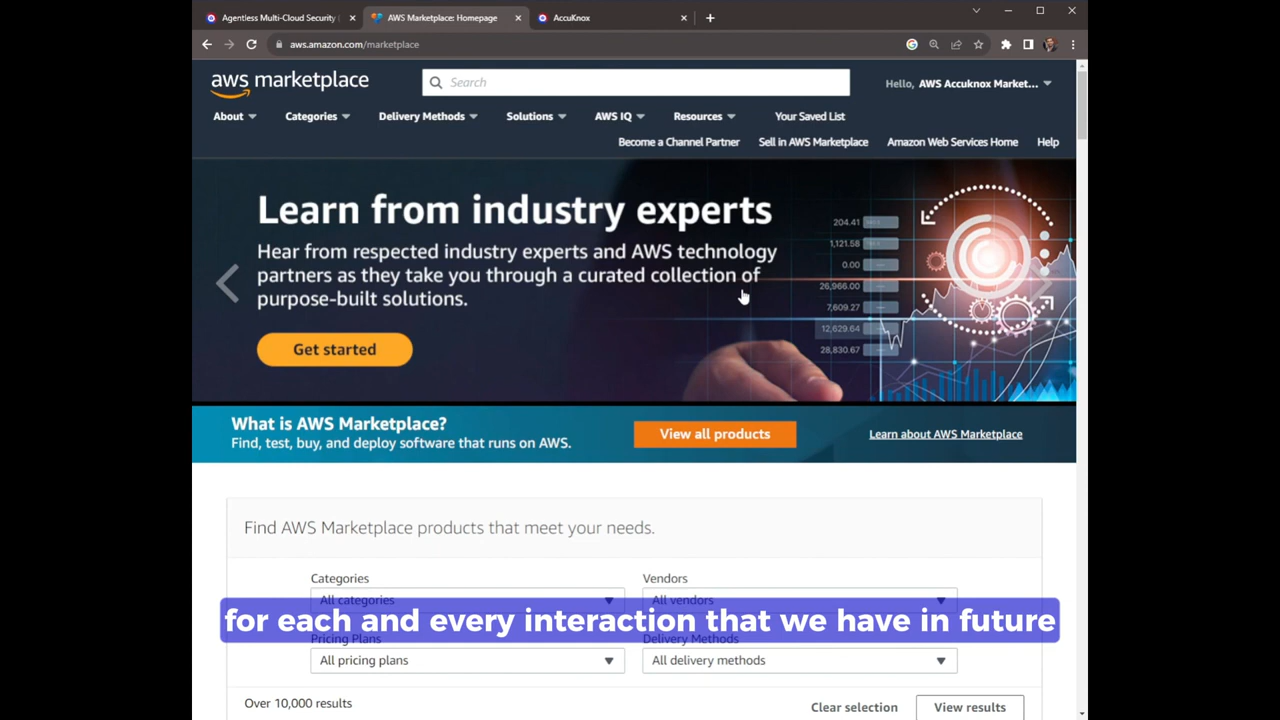 Agentless Multi-Cloud Security
AWS Marketplace: Homepage
AccuKnox
aws.amazon.com/marketplace
aws marketplace
Search
Hello, AWS Accuknox Market...
About
Categories
Delivery Methods
Solutions
AWS IQ
Resources
Your Saved List
Become a Channel Partner
Sell in AWS Marketplace
Amazon Web Services Home
Help
Learn from industry experts
Hear from respected industry experts and AWS technology
partners as they take you through a curated collection of
purpose-built solutions.
Get started
204.41
1,121.58
0.00
26,966.00
7,609.27
12,629.64
28,830.67
What is AWS Marketplace?
Find, test, buy, and deploy software that runs on AWS.
View all products
Learn about AWS Marketplace
Find AWS Marketplace products that meet your needs.
Categories
Vendors
All categories
All vendors
for each and every interaction that we have in future
Pricing Plans
Delivery Methods
All pricing plans
All delivery methods
Over 10,000 results
Clear selection
View results